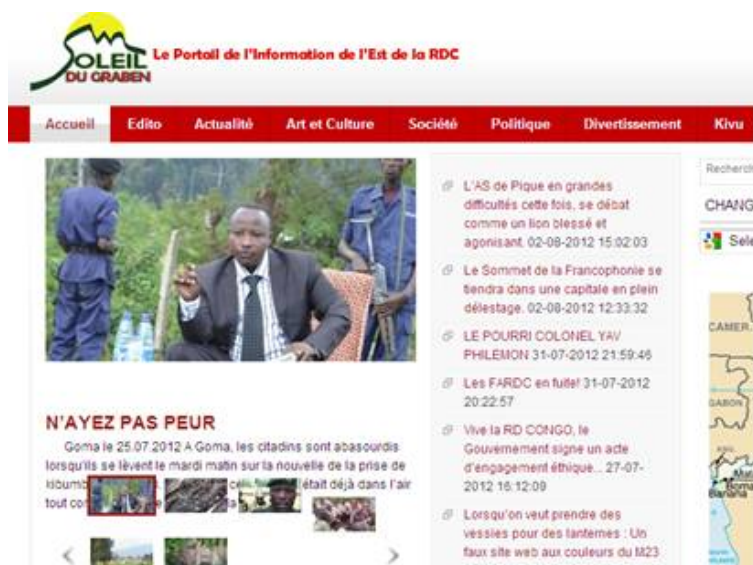 SOLEIL
DU GRABEN
Le Portail de l'Information de l'Est de la RDC
Accueil Edito Actualité Art et Culture Société Politique Divertissement Kivu
N'AYEZ PAS PEUR
Goma le 25.07.2012 A Goma, les citadins sont abasourdis
lorsqu'ils se lèvent le mardi matin sur la nouvelle de la prise de
était déjà dans l'air
tout
L'AS de Pique en grandes
difficultés cette fois, se débat
comme un lion blessé et
agonisant. 02-08-2012 15:02:03
Le Sommet de la Francophonie se
tiendra dans une capitale en plein
délestage. 02-08-2012 12:33:32
LE POURRI COLONEL YAV
PHILEMON 31-07-2012 21:59:46
Les FARDC en fuite! 31-07-2012
20:22:57
Vive la RD CONGO, le
Gouvernement signe un acte
d'engagement éthique... 27-07-
2012 16:12:09
Lorsqu'on veut prendre des
vessies pour des lanternes : Un
faux site web aux couleurs du M23
Recherch
CHANG
Sele
CAMER.
GABON
Boma
Banana